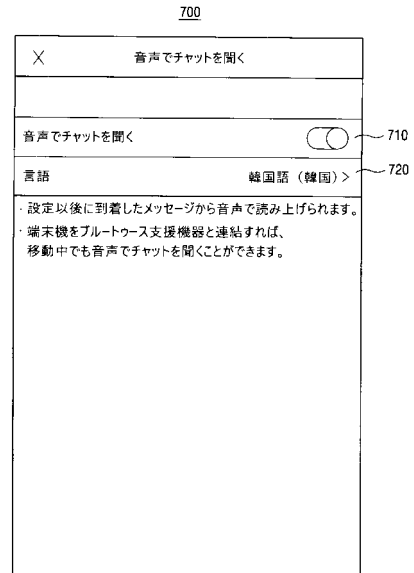 700
X 音声でチャットを聞く
音声でチャットを聞く 710
言語 韓国語（韓国）> 720
・設定以後に到着したメッセージから音声で読み上げられます。
・端末機をブルートゥース支援機器と連結すれば、
移動中でも音声でチャットを聞くことができます。